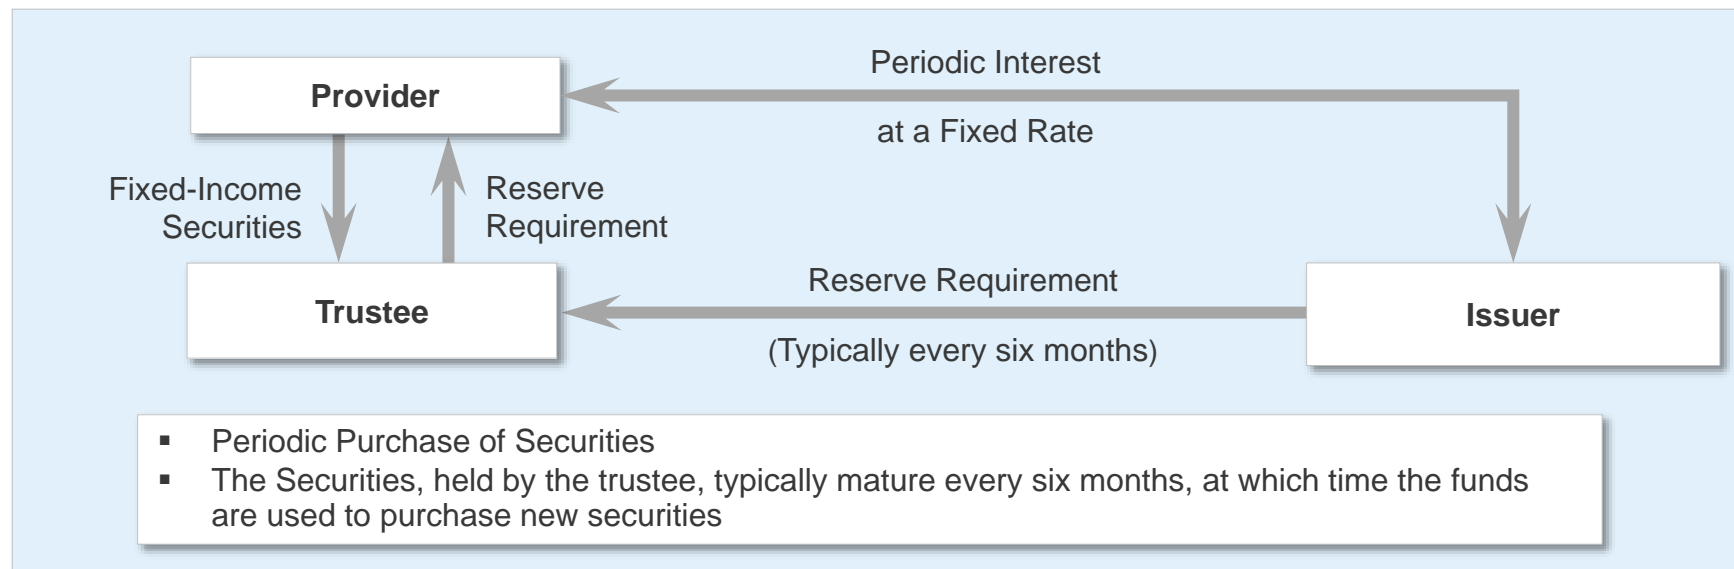 Periodic Interest
Provider
at a Fixed Rate
Fixed-Income
Securities
Reserve
Requirement
Trustee
Reserve Requirement
(Typically every six months)
Issuer
▪ Periodic Purchase of Securities
▪ The Securities, held by the trustee, typically mature every six months, at which time the funds
are used to purchase new securities